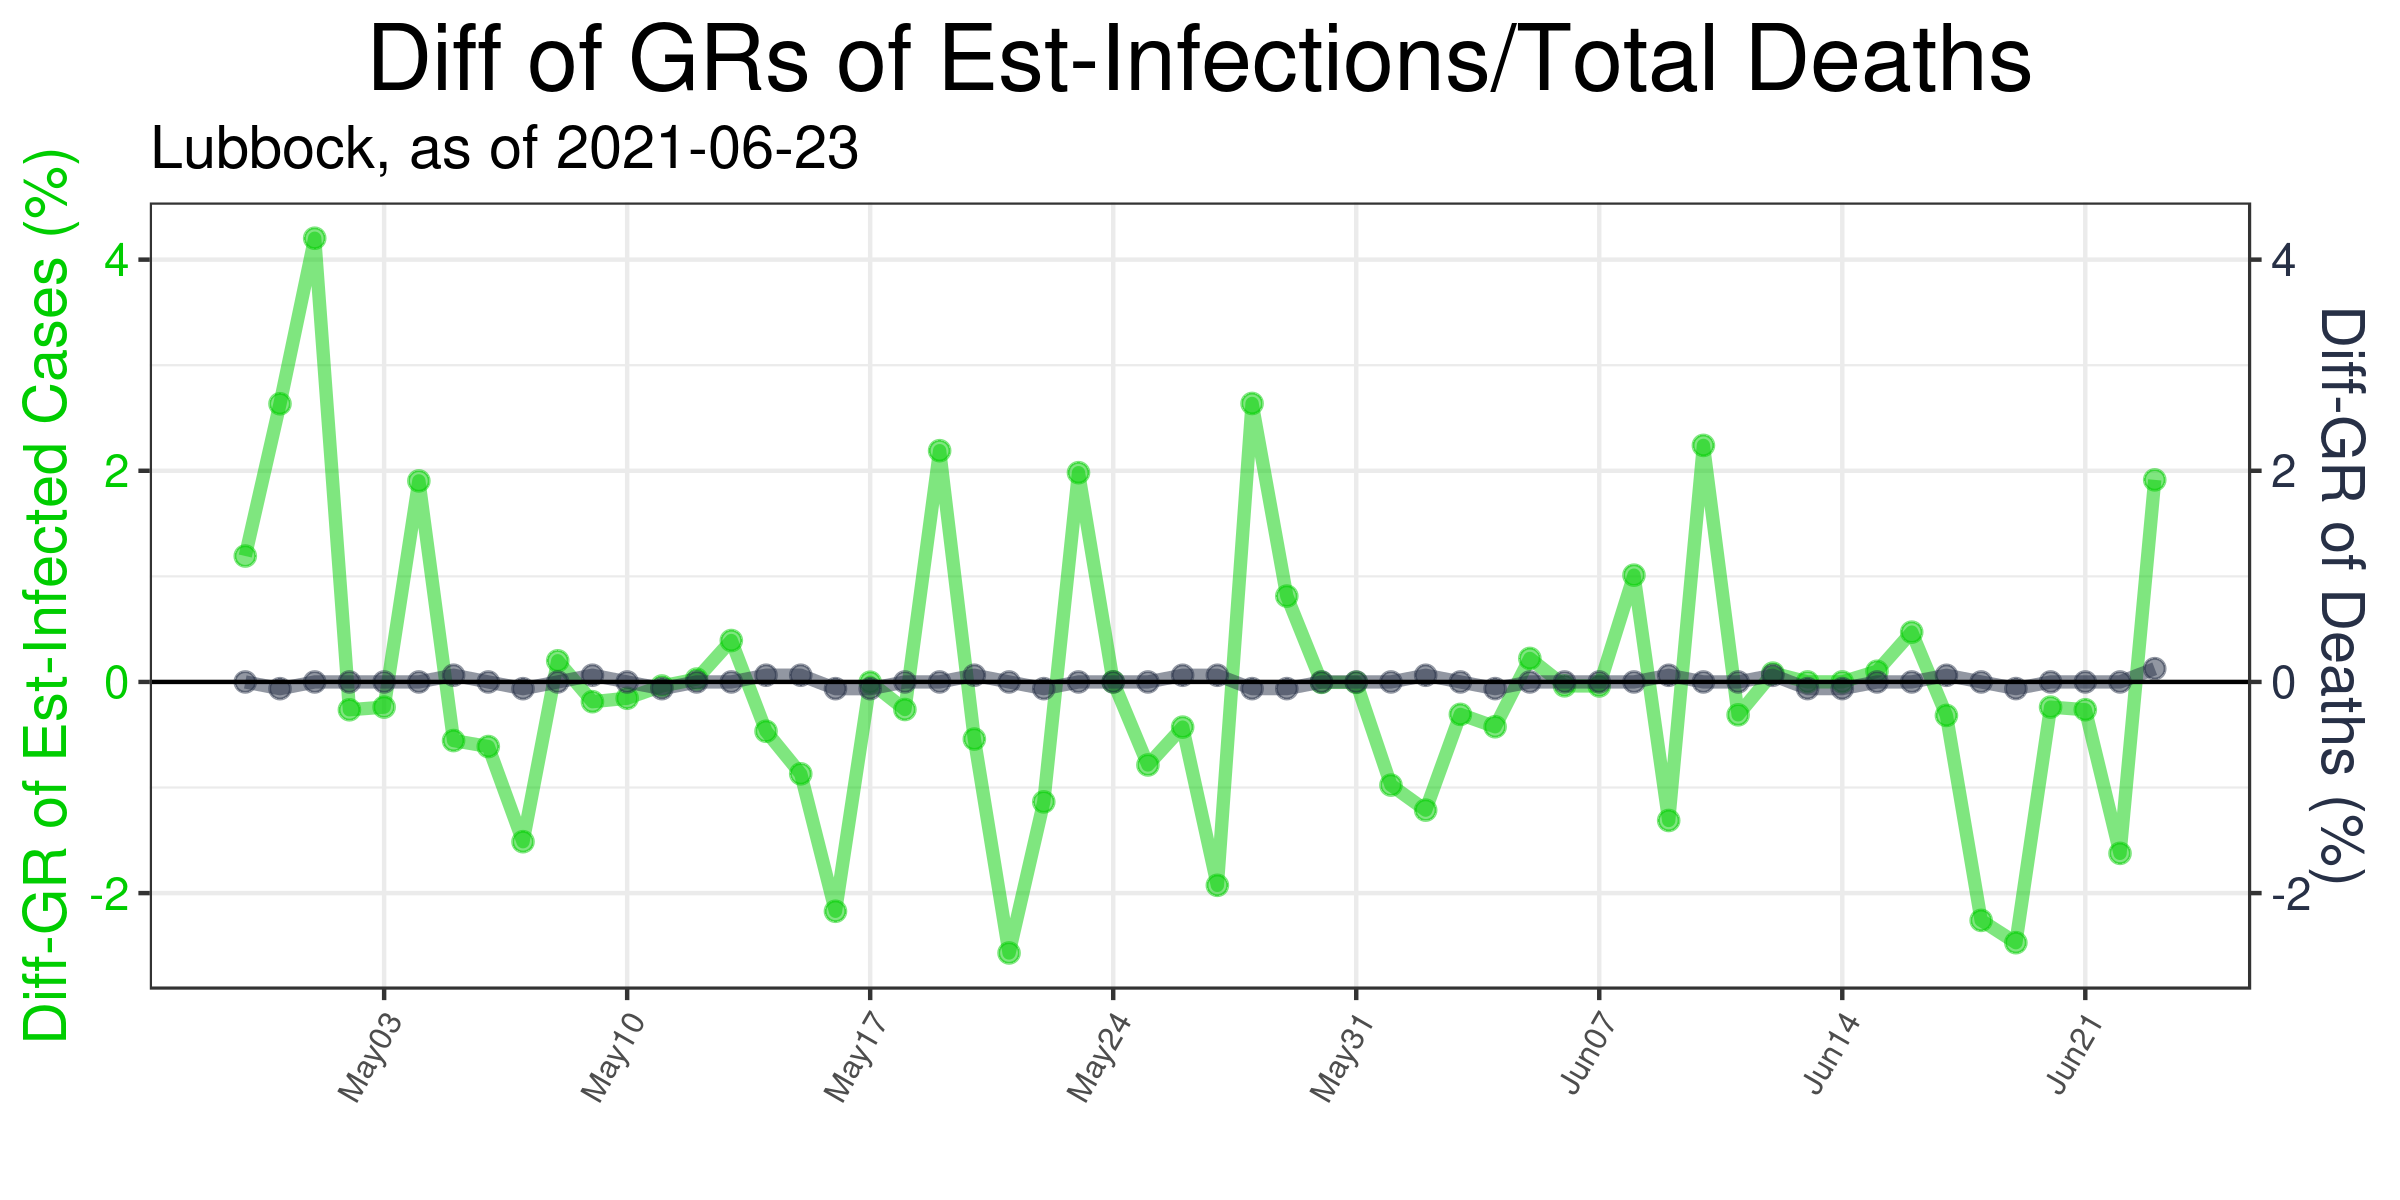 Diff of GRs of Est-Infections/Total Deaths
Lubbock, as of 2021-06-23
Diff-GR of Est-Infected Cases (%)
4
2
0
-2
4
2
0
-2
Diff-GR of Deaths (%)
May03
May10
May17
May24
May31
Jun07
Jun14
Jun21